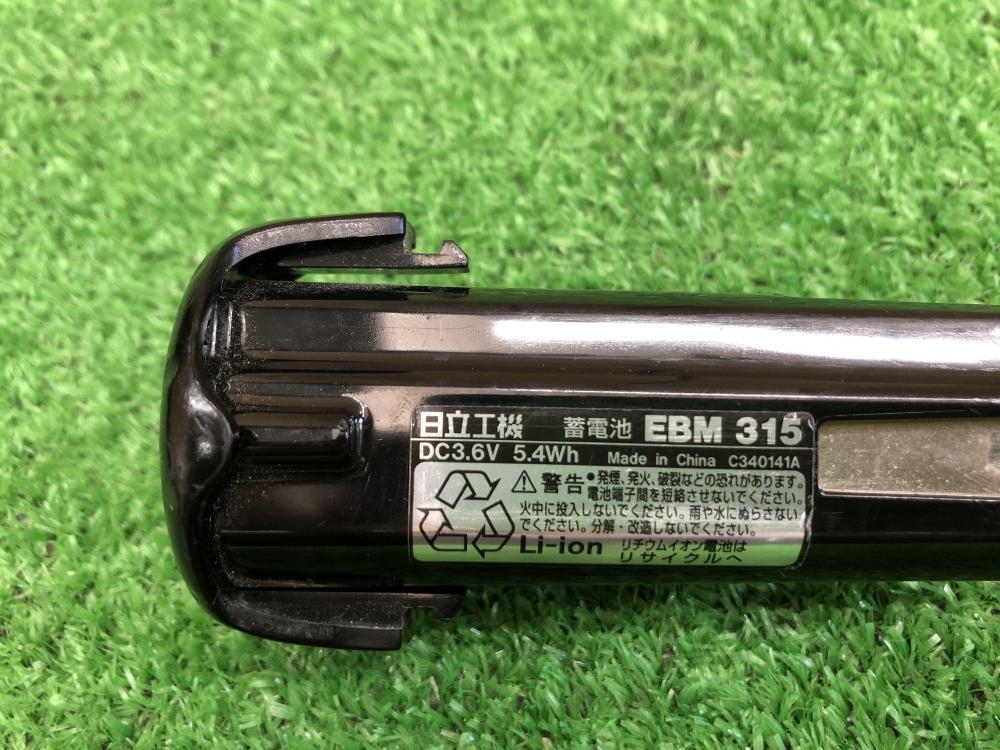 日立工機 蓄電池 EBM 315
DC3.6V 5.4Wh Made in China C340141A
⚠警告 ●発煙、発火、破裂などの恐れがあります。
電池端子間を短絡させないでください。
火中に投入しないでください。雨や水にぬらさない
でください。分解・改造しないでください。
Li-ion リチウムイオン電池は
リサイクルへ